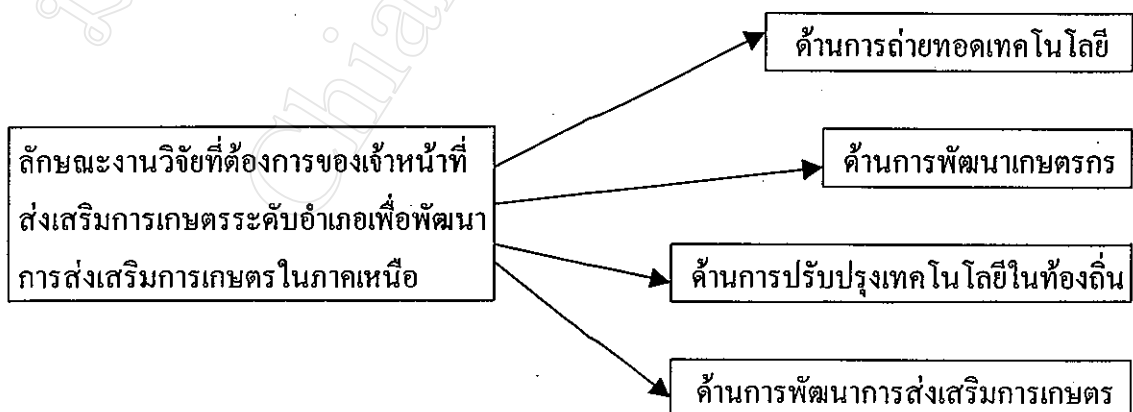 ด้านการถ่ายทอดเทคโนโลยี
ลักษณะงานวิจัยที่ต้องการของเจ้าหน้าที่
ส่งเสริมการเกษตรระดับอำเภอเพื่อพัฒนา
การส่งเสริมการเกษตรในภาคเหนือ
ด้านการพัฒนาเกษตรกร
ด้านการปรับปรุงเทคโนโลยีในท้องถิ่น
ด้านการพัฒนาการส่งเสริมการเกษตร